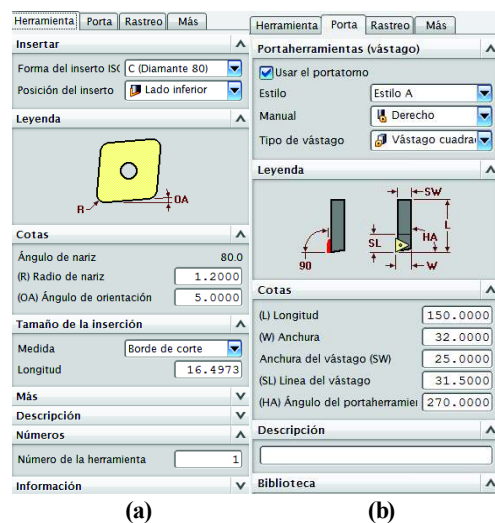 Herramienta Porta Rastreo Más
Insertar
Forma del inserto ISO C (Diamante 80)
Posición del inserto Lado inferior
Leyenda
R OA
Cotas
Ángulo de nariz 80.0
(R) Radio de nariz 1.2000
(OA) Ángulo de orientación 5.0000
Tamaño de la inserción
Medida Borde de corte
Longitud 16.4973
Más
Descripción
Números
Número de la herramienta 1
Información
(a)
Herramienta Porta Rastreo Más
Portaherramientas (vástago)
Usar el portatorno
Estilo Estilo A
Manual Derecho
Tipo de vástago Vástago cuadra
Leyenda
SW
L
SL HA
90 W
Cotas
(L) Longitud 150.0000
(W) Anchura 32.0000
Anchura del vástago (SW) 25.0000
(SL) Línea del vástago 31.5000
(HA) Ángulo del portaherramier 270.0000
Descripción
Biblioteca
(b)